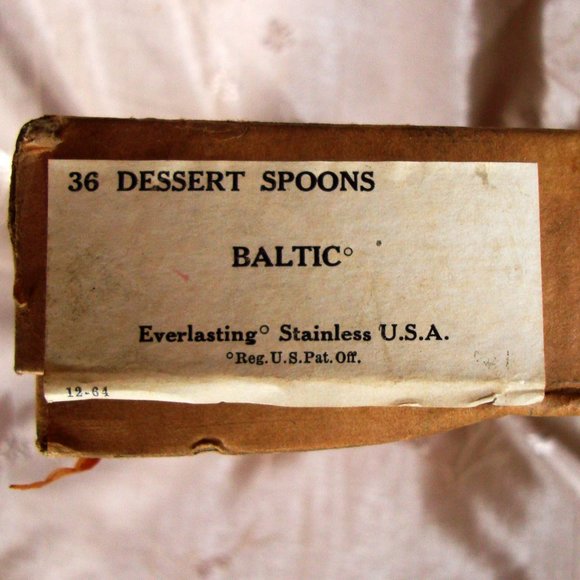 36 DESSERT SPOONS
BALTIC°
Everlasting° Stainless U.S.A.
°Reg. U.S. Pat. Off.
12-64